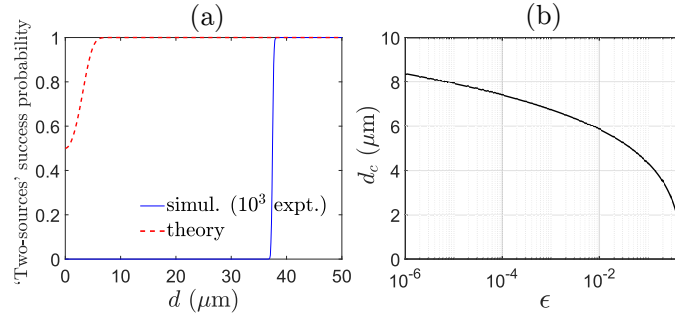 (a)
'Two-sources' success probability
1
0.8
0.6
0.4
0.2
0
simul. (10³ expt.)
theory
0 10 20 30 40 50
d (μm)
(b)
d_c (μm)
10
8
6
4
2
0
10⁻⁶ 10⁻⁴ 10⁻²
ϵ